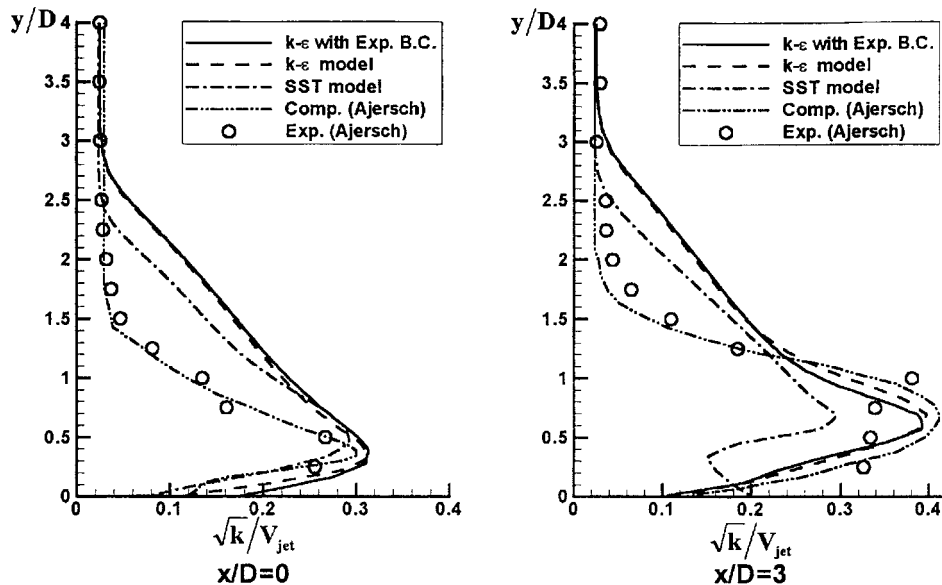 y/D
4
3.5
3
2.5
2
1.5
1
0.5
0
k-ε with Exp. B.C.
k-ε model
SST model
Comp. (Ajersch)
Exp. (Ajersch)
0
0.1
0.2
0.3
0.4
√k/V_jet
x/D=0
y/D
4
3.5
3
2.5
2
1.5
1
0.5
0
k-ε with Exp. B.C.
k-ε model
SST model
Comp. (Ajersch)
Exp. (Ajersch)
0
0.1
0.2
0.3
0.4
√k/V_jet
x/D=3